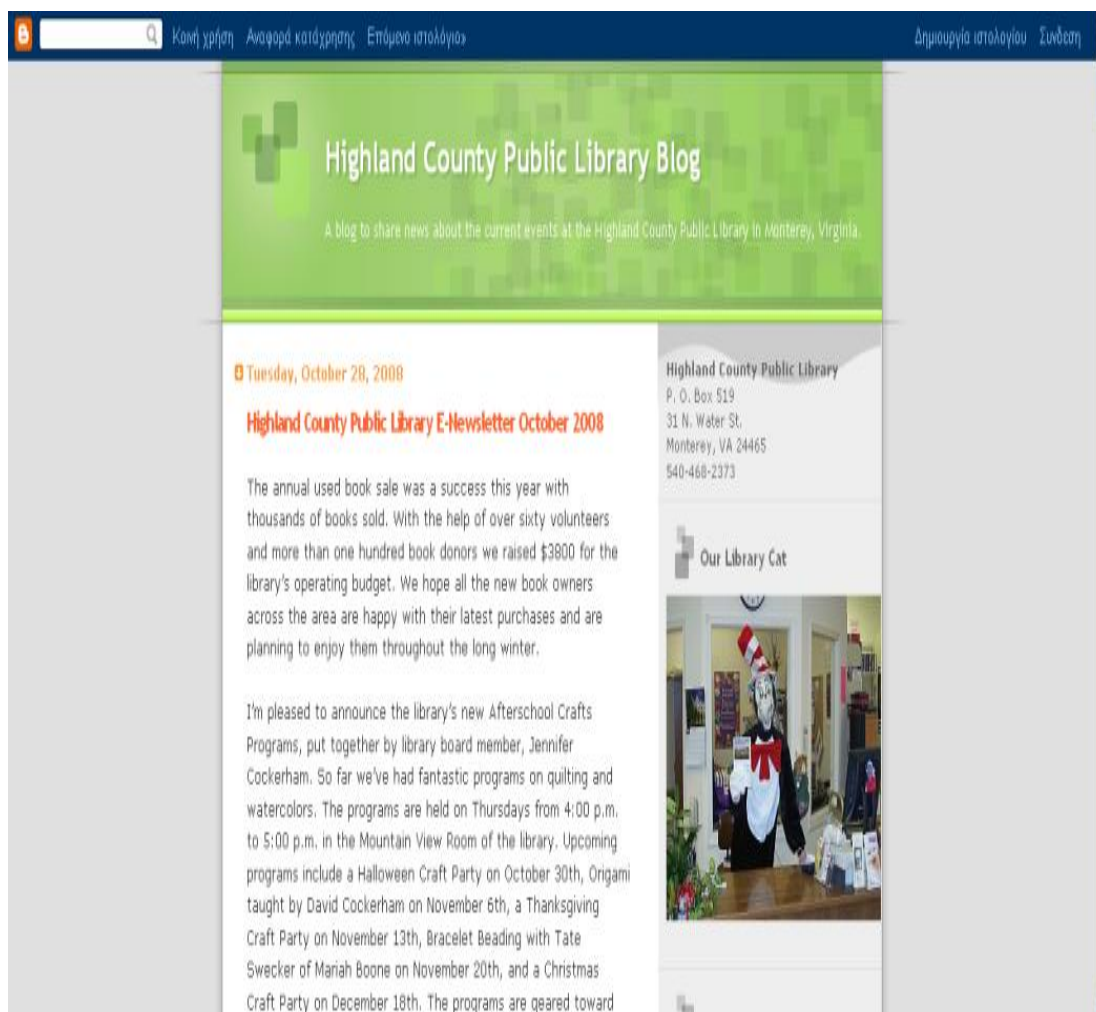 Κοινή χρήση Αναφορά κατάχρησης Επόμενο ιστολόγιο» Δημιουργία ιστολογίου Σύνδεση
Highland County Public Library Blog
A blog to share news about the current events at the Highland County Public Library in Monterey, Virginia.
Tuesday, October 28, 2008
Highland County Public Library E-Newsletter October 2008
The annual used book sale was a success this year with
thousands of books sold. With the help of over sixty volunteers
and more than one hundred book donors we raised $3800 for the
library's operating budget. We hope all the new book owners
across the area are happy with their latest purchases and are
planning to enjoy them throughout the long winter.
I'm pleased to announce the library's new Afterschool Crafts
Programs, put together by library board member, Jennifer
Cockerham. So far we've had fantastic programs on quilting and
watercolors. The programs are held on Thursdays from 4:00 p.m.
to 5:00 p.m. in the Mountain View Room of the library. Upcoming
programs include a Halloween Craft Party on October 30th, Origami
taught by David Cockerham on November 6th, a Thanksgiving
Craft Party on November 13th, Bracelet Beading with Tate
Swecker of Mariah Boone on November 20th, and a Christmas
Craft Party on December 18th. The programs are geared toward
Highland County Public Library
P. O. Box 519
31 N. Water St.
Monterey, VA 24465
540-468-2373
Our Library Cat